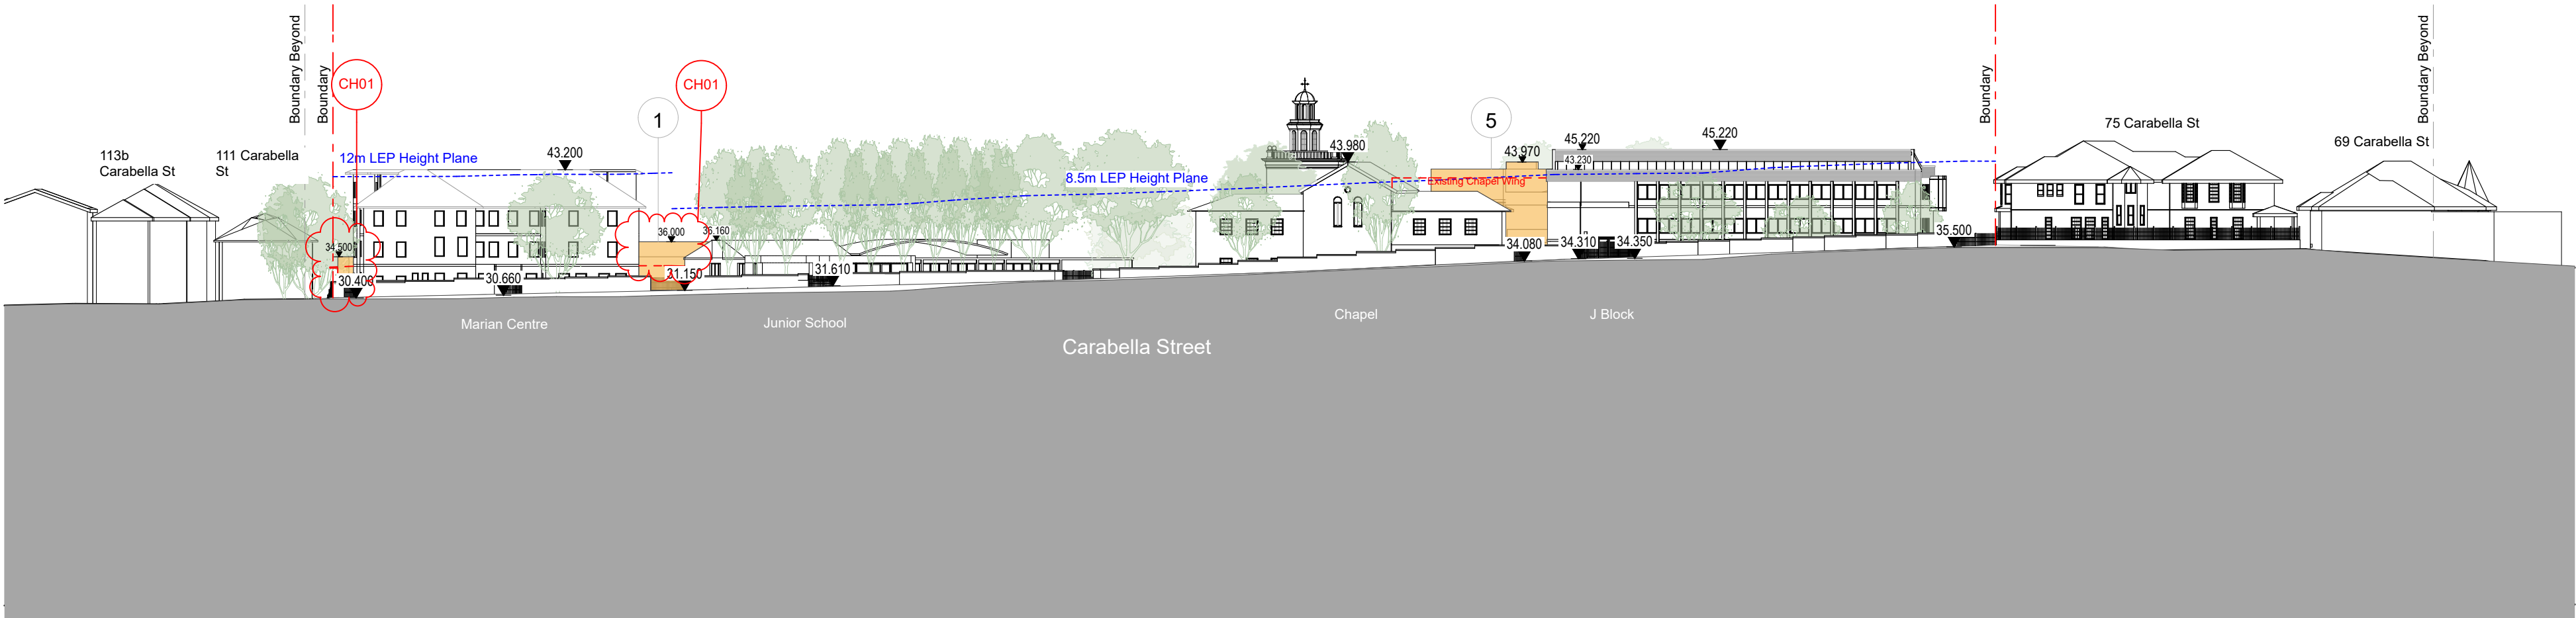 Boundary Beyond
Boundary
CH01
CH01
1
5
Boundary
Boundary Beyond
113b
Carabella St
111 Carabella
St
12m LEP Height Plane
43.200
8.5m LEP Height Plane
43.980
Existing Chapel Wing
43.970
45.220
43.230
45.220
75 Carabella St
69 Carabella St
34.500
30.400
30.660
36.000
36.160
31.150
31.610
34.080
34.310
34.350
35.500
Marian Centre
Junior School
Chapel
J Block
Carabella Street